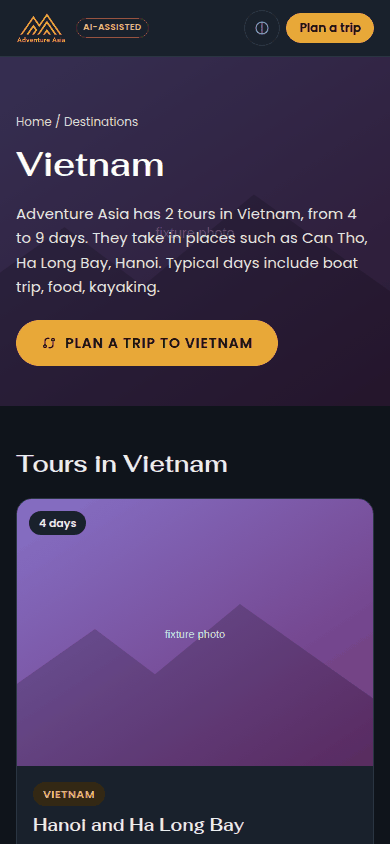 Adventure Asia
AI-ASSISTED
Plan a trip
Home / Destinations
Vietnam
fixture photo
Adventure Asia has 2 tours in Vietnam, from 4
to 9 days. They take in places such as Can Tho,
Ha Long Bay, Hanoi. Typical days include boat
trip, food, kayaking.
PLAN A TRIP TO VIETNAM
Tours in Vietnam
4 days
fixture photo
VIETNAM
Hanoi and Ha Long Bay